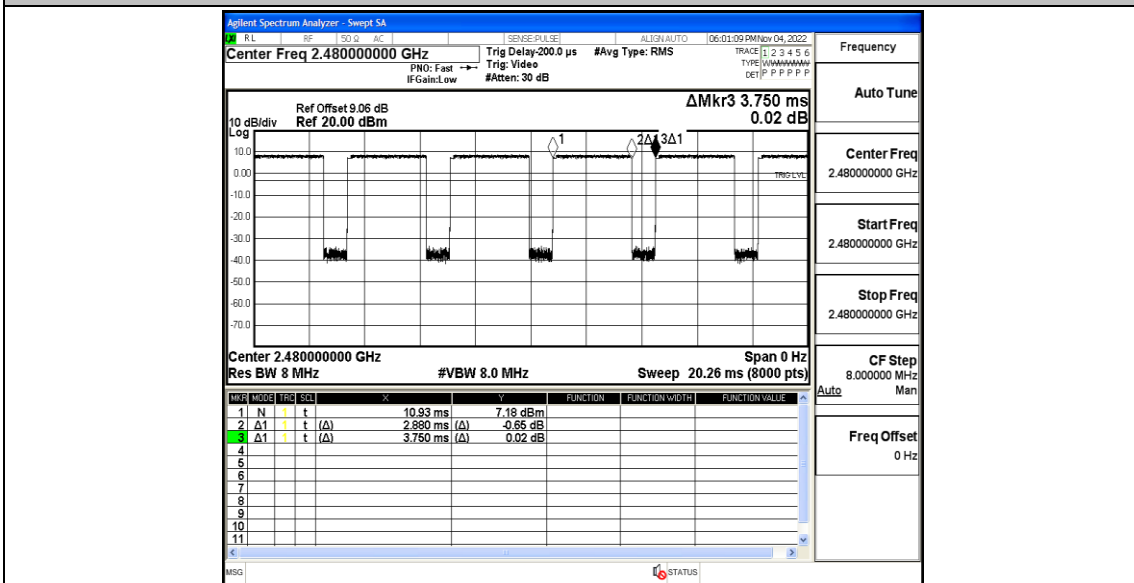 Agilent Spectrum Analyzer - Swept SA
RL RF 50 Ω AC SENSE:PULSE ALIGN AUTO 06:01:09 PM Nov 04, 2022
Center Freq 2.480000000 GHz
PNO: Fast
IFGain:Low
Trig Delay-200.0 µs
Trig: Video
#Atten: 30 dB
#Avg Type: RMS
TRACE 1 2 3 4 5 6
TYPE WWWWWW
DET P P P P P P
ΔMkr3 3.750 ms
0.02 dB
Ref Offset 9.06 dB
Ref 20.00 dBm
10 dB/div
Log
10.0
0.00
-10.0
-20.0
-30.0
-40.0
-50.0
-60.0
-70.0
1
3Δ1
TRIG LVL
Center 2.480000000 GHz
Span 0 Hz
Res BW 8 MHz
#VBW 8.0 MHz
Sweep 20.26 ms (8000 pts)
MKR MODE TRC SCL X Y FUNCTION FUNCTION WIDTH FUNCTION VALUE
1 N t 10.93 ms 7.18 dBm
2 Δ1 t (Δ) 2.880 ms (Δ) -0.65 dB
3 Δ1 t (Δ) 3.750 ms (Δ) 0.02 dB
4
5
6
7
8
9
10
11
MSG
STATUS
Frequency
Auto Tune
Center Freq
2.480000000 GHz
Start Freq
2.480000000 GHz
Stop Freq
2.480000000 GHz
CF Step
8.000000 MHz
Auto Man
Freq Offset
0 Hz